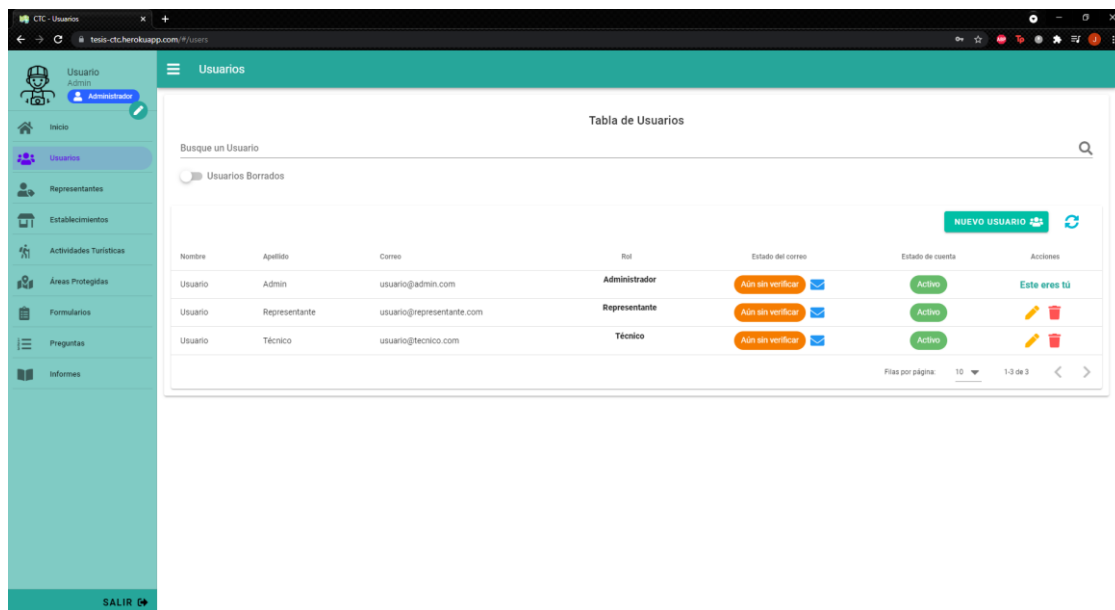 CTC - Usuarios
tesis-ctc.herokuapp.com/#/users
Usuario
Admin
Administrador
Usuarios
Inicio
Usuarios
Representantes
Establecimientos
Actividades Turísticas
Áreas Protegidas
Formularios
Preguntas
Informes
SALIR
Tabla de Usuarios
Busque un Usuario
Usuarios Borrados
NUEVO USUARIO
Nombre Apellido Correo Rol Estado del correo Estado de cuenta Acciones
Usuario Admin usuario@admin.com Administrador Aún sin verificar Activo Este eres tú
Usuario Representante usuario@representante.com Representante Aún sin verificar Activo
Usuario Técnico usuario@tecnico.com Técnico Aún sin verificar Activo
Filas por página: 10 1-3 de 3